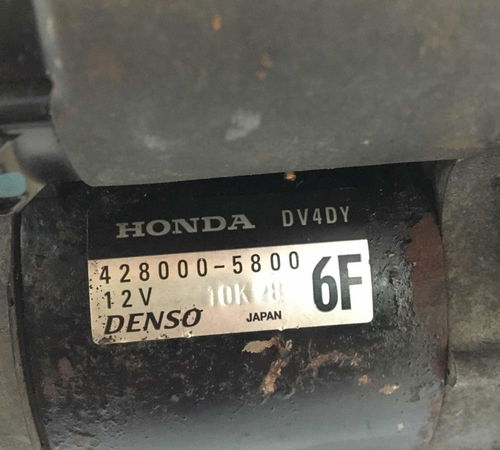 HONDA DV4DY
428000-5800
12V 10K 28 6F
DENSO JAPAN